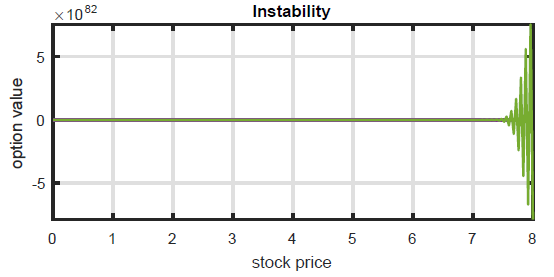 ×10^82
Instability
5
0
-5
option value
0 1 2 3 4 5 6 7 8
stock price